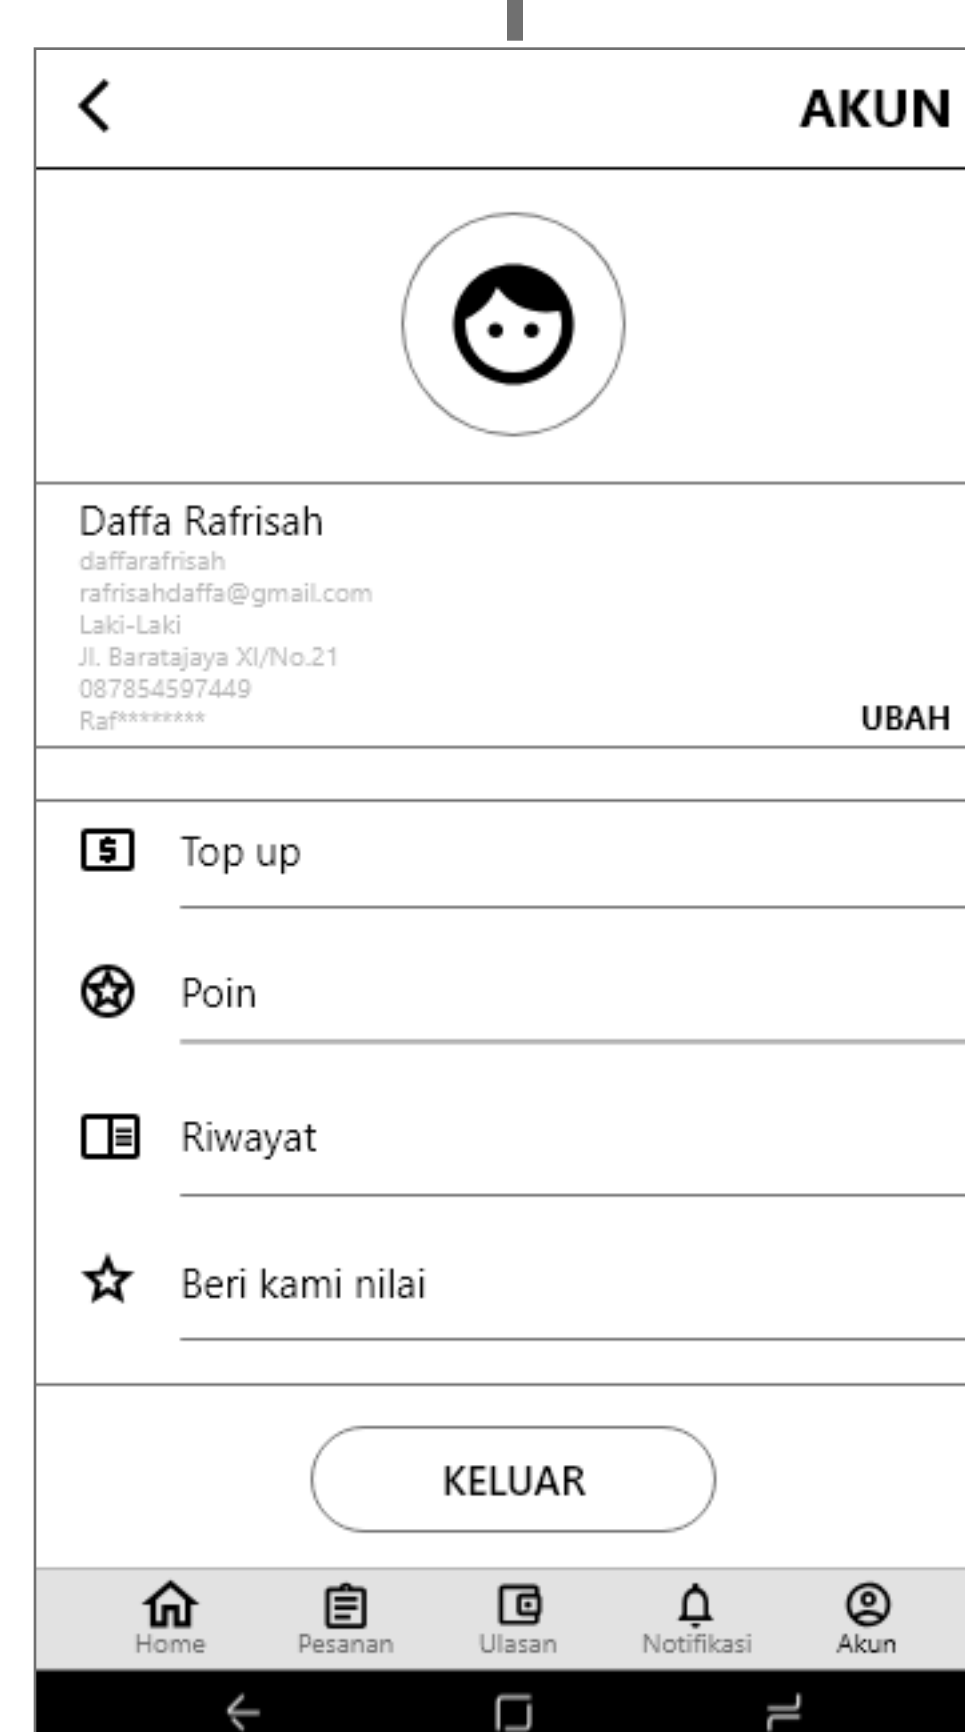 AKUN
Daffa Rafrisah
daffarafrisah
rafrisahdaffa@gmail.com
Laki-Laki
Jl. Baratajaya XI/No.21
087854597449
Raf********
UBAH
Top up
Poin
Riwayat
Beri kami nilai
KELUAR
Home Pesanan Ulasan Notifikasi Akun